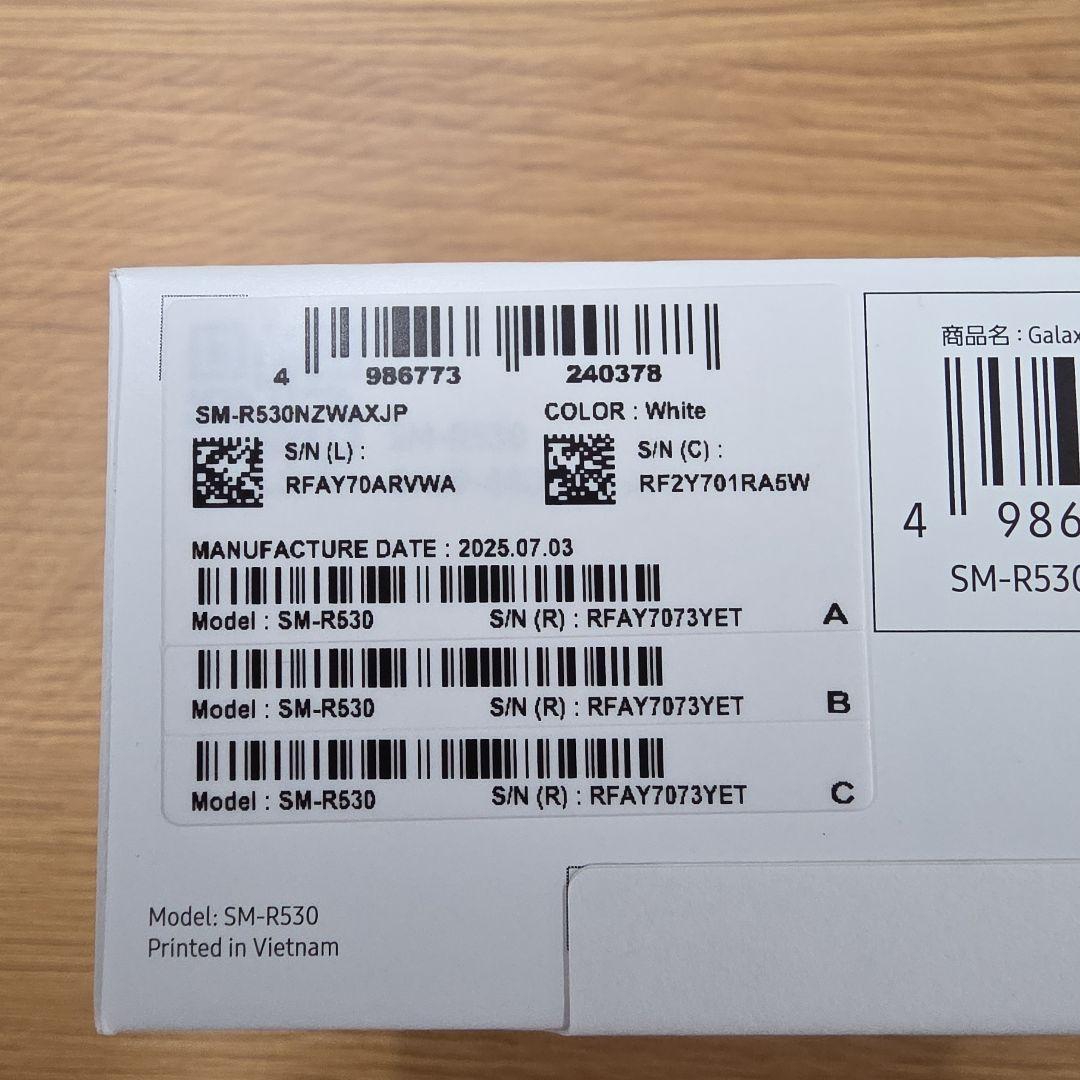 4 986773 240378
SM-R530NZWAXJP COLOR : White
S/N (L) :
RFAY70ARVWA
S/N (C) :
RF2Y701RA5W
MANUFACTURE DATE : 2025.07.03
Model : SM-R530 S/N (R) : RFAY7073YET A
Model : SM-R530 S/N (R) : RFAY7073YET B
Model : SM-R530 S/N (R) : RFAY7073YET C
商品名 : Galax
4 986
SM-R530
Model: SM-R530
Printed in Vietnam